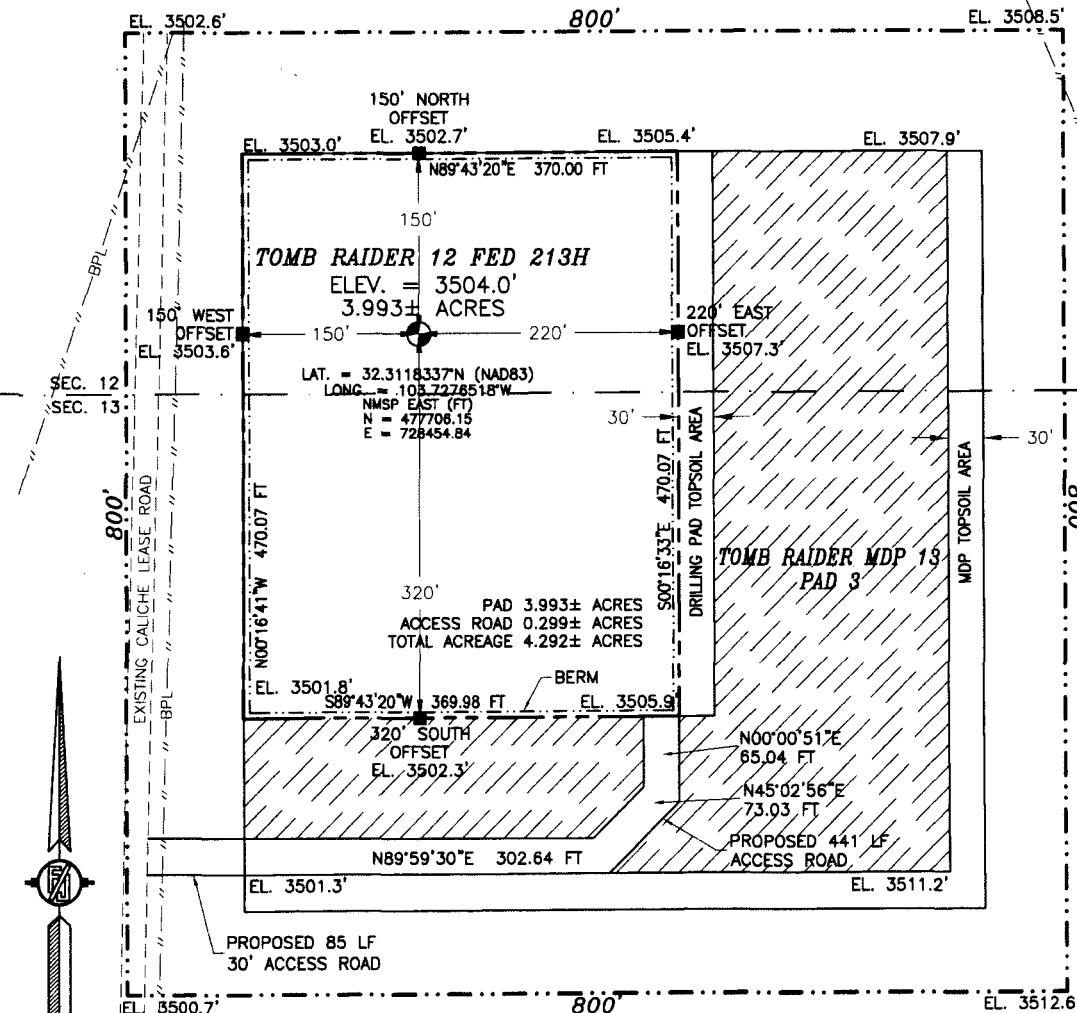 EL. 3502.6'
800'
EL. 3508.5'
150' NORTH
OFFSET
EL. 3503.0'
EL. 3502.7'
EL. 3505.4'
EL. 3507.9'
N89°43'20"E 370.00 FT
BPL
150'
TOMB RAIDER 12 FED 213H
ELEV. = 3504.0'
3.993± ACRES
150' WEST
OFFSET
EL. 3503.6'
150'
220'
220' EAST
OFFSET
EL. 3507.3'
LAT. = 32.3118337°N (NAD83)
LONG. = 103.7276518°W
NMSP EAST (FT)
N = 477706.15
E = 728454.84
SEC. 12
SEC. 13
30'
30'
800'
EXISTING CALICHE LEASE ROAD
BPL
N00°16'41"W 470.07 FT
S00°16'33"E 470.07 FT
DRILLING PAD TOPSOIL AREA
TOMB RAIDER MDP 13
PAD 3
MDP TOPSOIL AREA
800'
320'
PAD 3.993± ACRES
ACCESS ROAD 0.299± ACRES
TOTAL ACREAGE 4.292± ACRES
BERM
EL. 3501.8'
S89°43'20"W 369.98 FT
EL. 3505.9'
320' SOUTH
OFFSET
EL. 3502.3'
N00°00'51"E
65.04 FT
N45°02'56"E
73.03 FT
PROPOSED 441 LF
ACCESS ROAD
N89°59'30"E 302.64 FT
EL. 3501.3'
EL. 3511.2'
PROPOSED 85 LF
30' ACCESS ROAD
EL. 3500.7'
800'
EL. 3512.6